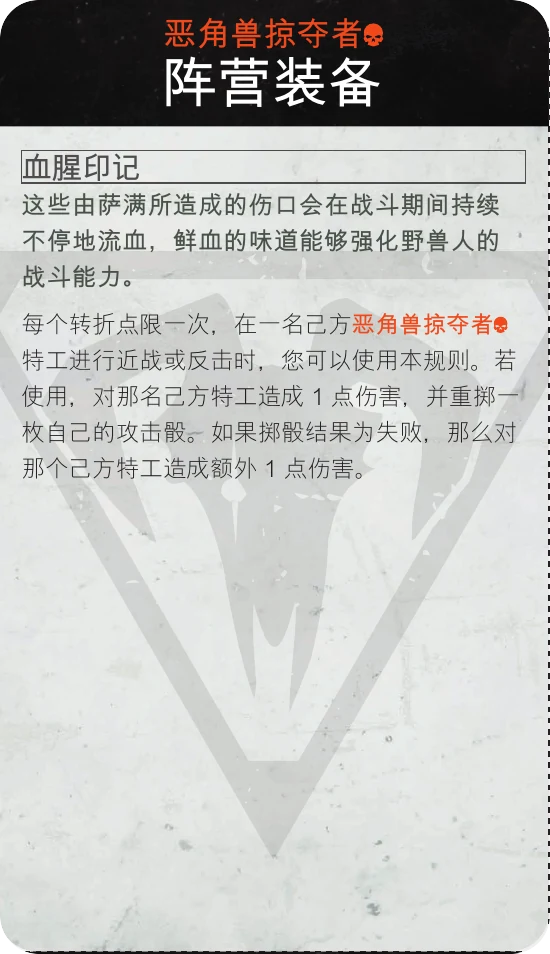 恶角兽掠夺者
阵营装备
血腥印记
这些由萨满所造成的伤口会在战斗期间持续
不停地流血，鲜血的味道能够强化野兽人的
战斗能力。
每个转折点限一次，在一名己方恶角兽掠夺者
特工进行近战或反击时，您可以使用本规则。若
使用，对那名己方特工造成 1 点伤害，并重掷一
枚自己的攻击骰。如果掷骰结果为失败，那么对
那个己方特工造成额外 1 点伤害。